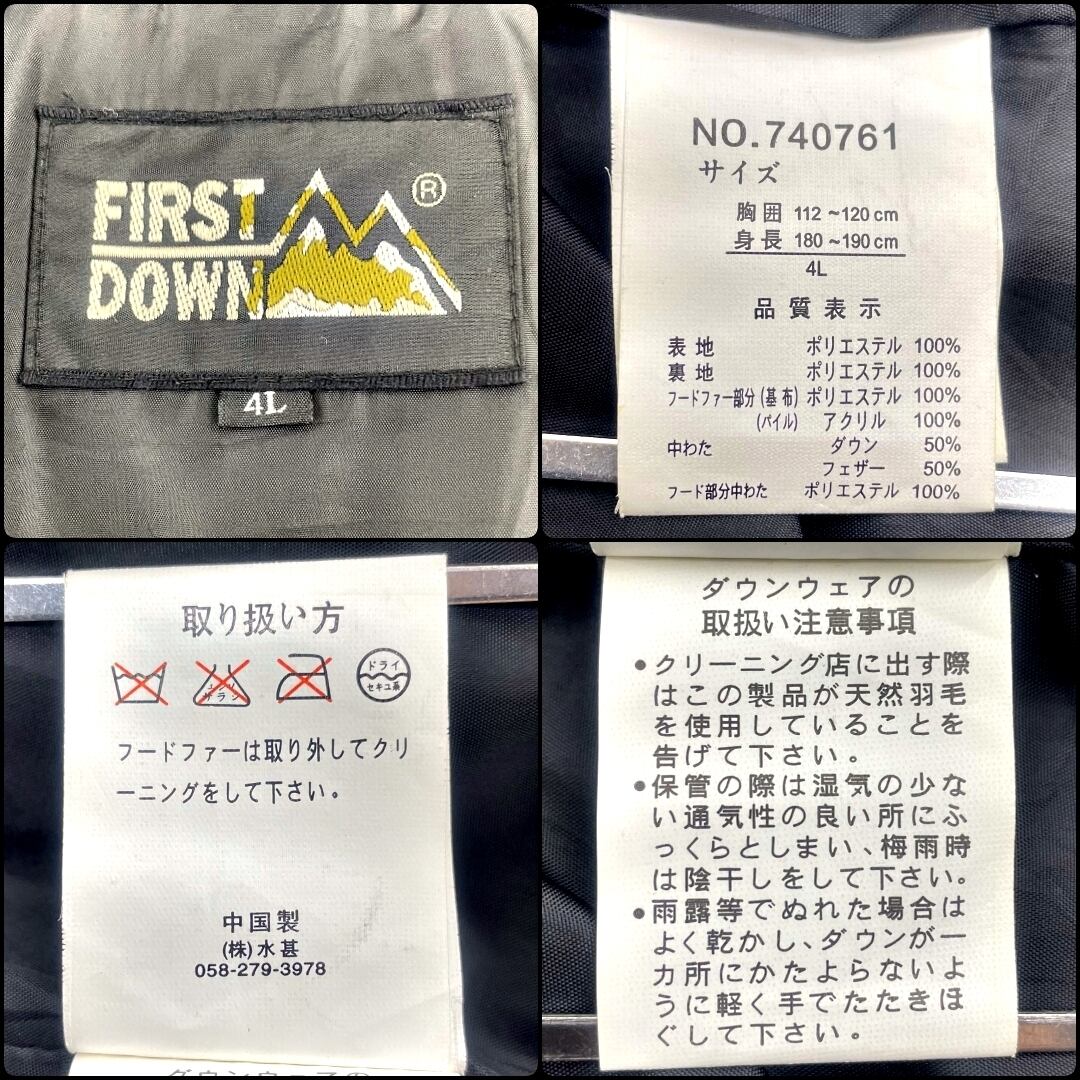 FIRST
DOWN
®
4L
NO.740761
サイズ
胸囲 112～120cm
身長 180～190cm
4L
品質表示
表地 ポリエステル 100%
裏地 ポリエステル 100%
フードファー部分(基布) ポリエステル 100%
(パイル) アクリル 100%
中わた ダウン 50%
フェザー 50%
フード部分中わた ポリエステル 100%
取り扱い方
ドライ
セキユ系
フードファーは取り外してクリ
ーニングをして下さい。
中国製
(株)水甚
058-279-3978
ダウンウェアの
ダウンウェアの
取扱い注意事項
●クリーニング店に出す際
はこの製品が天然羽毛
を使用していることを
告げて下さい。
●保管の際は湿気の少な
い通気性の良い所にふ
っくらとしまい、梅雨時
は陰干しをして下さい。
●雨露等でぬれた場合は
よく乾かし、ダウンが一
カ所にかたよらないよ
うに軽く手でたたきほ
ぐして下さい。